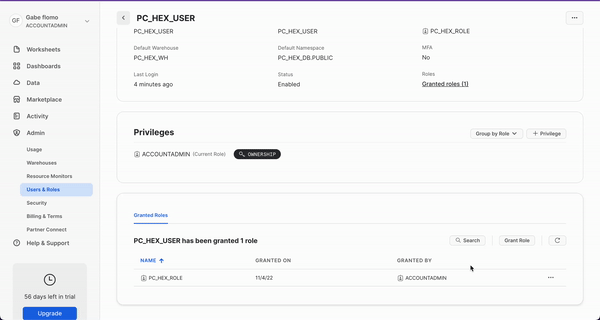 GF
Gabe flomo
ACCOUNTADMIN
Worksheets
Dashboards
Data
Marketplace
Activity
Admin
Usage
Warehouses
Resource Monitors
Users & Roles
Security
Billing & Terms
Partner Connect
Help & Support
56 days left in trial
Upgrade
PC_HEX_USER
PC_HEX_USER PC_HEX_USER PC_HEX_ROLE
Default Warehouse Default Namespace MFA
PC_HEX_WH PC_HEX_DB.PUBLIC No
Last Login Status Roles
4 minutes ago Enabled Granted roles (1)
Privileges Group by Role + Privilege
ACCOUNTADMIN (Current Role) OWNERSHIP
Granted Roles
PC_HEX_USER has been granted 1 role Search Grant Role
NAME GRANTED ON GRANTED BY
PC_HEX_ROLE 11/4/22 ACCOUNTADMIN